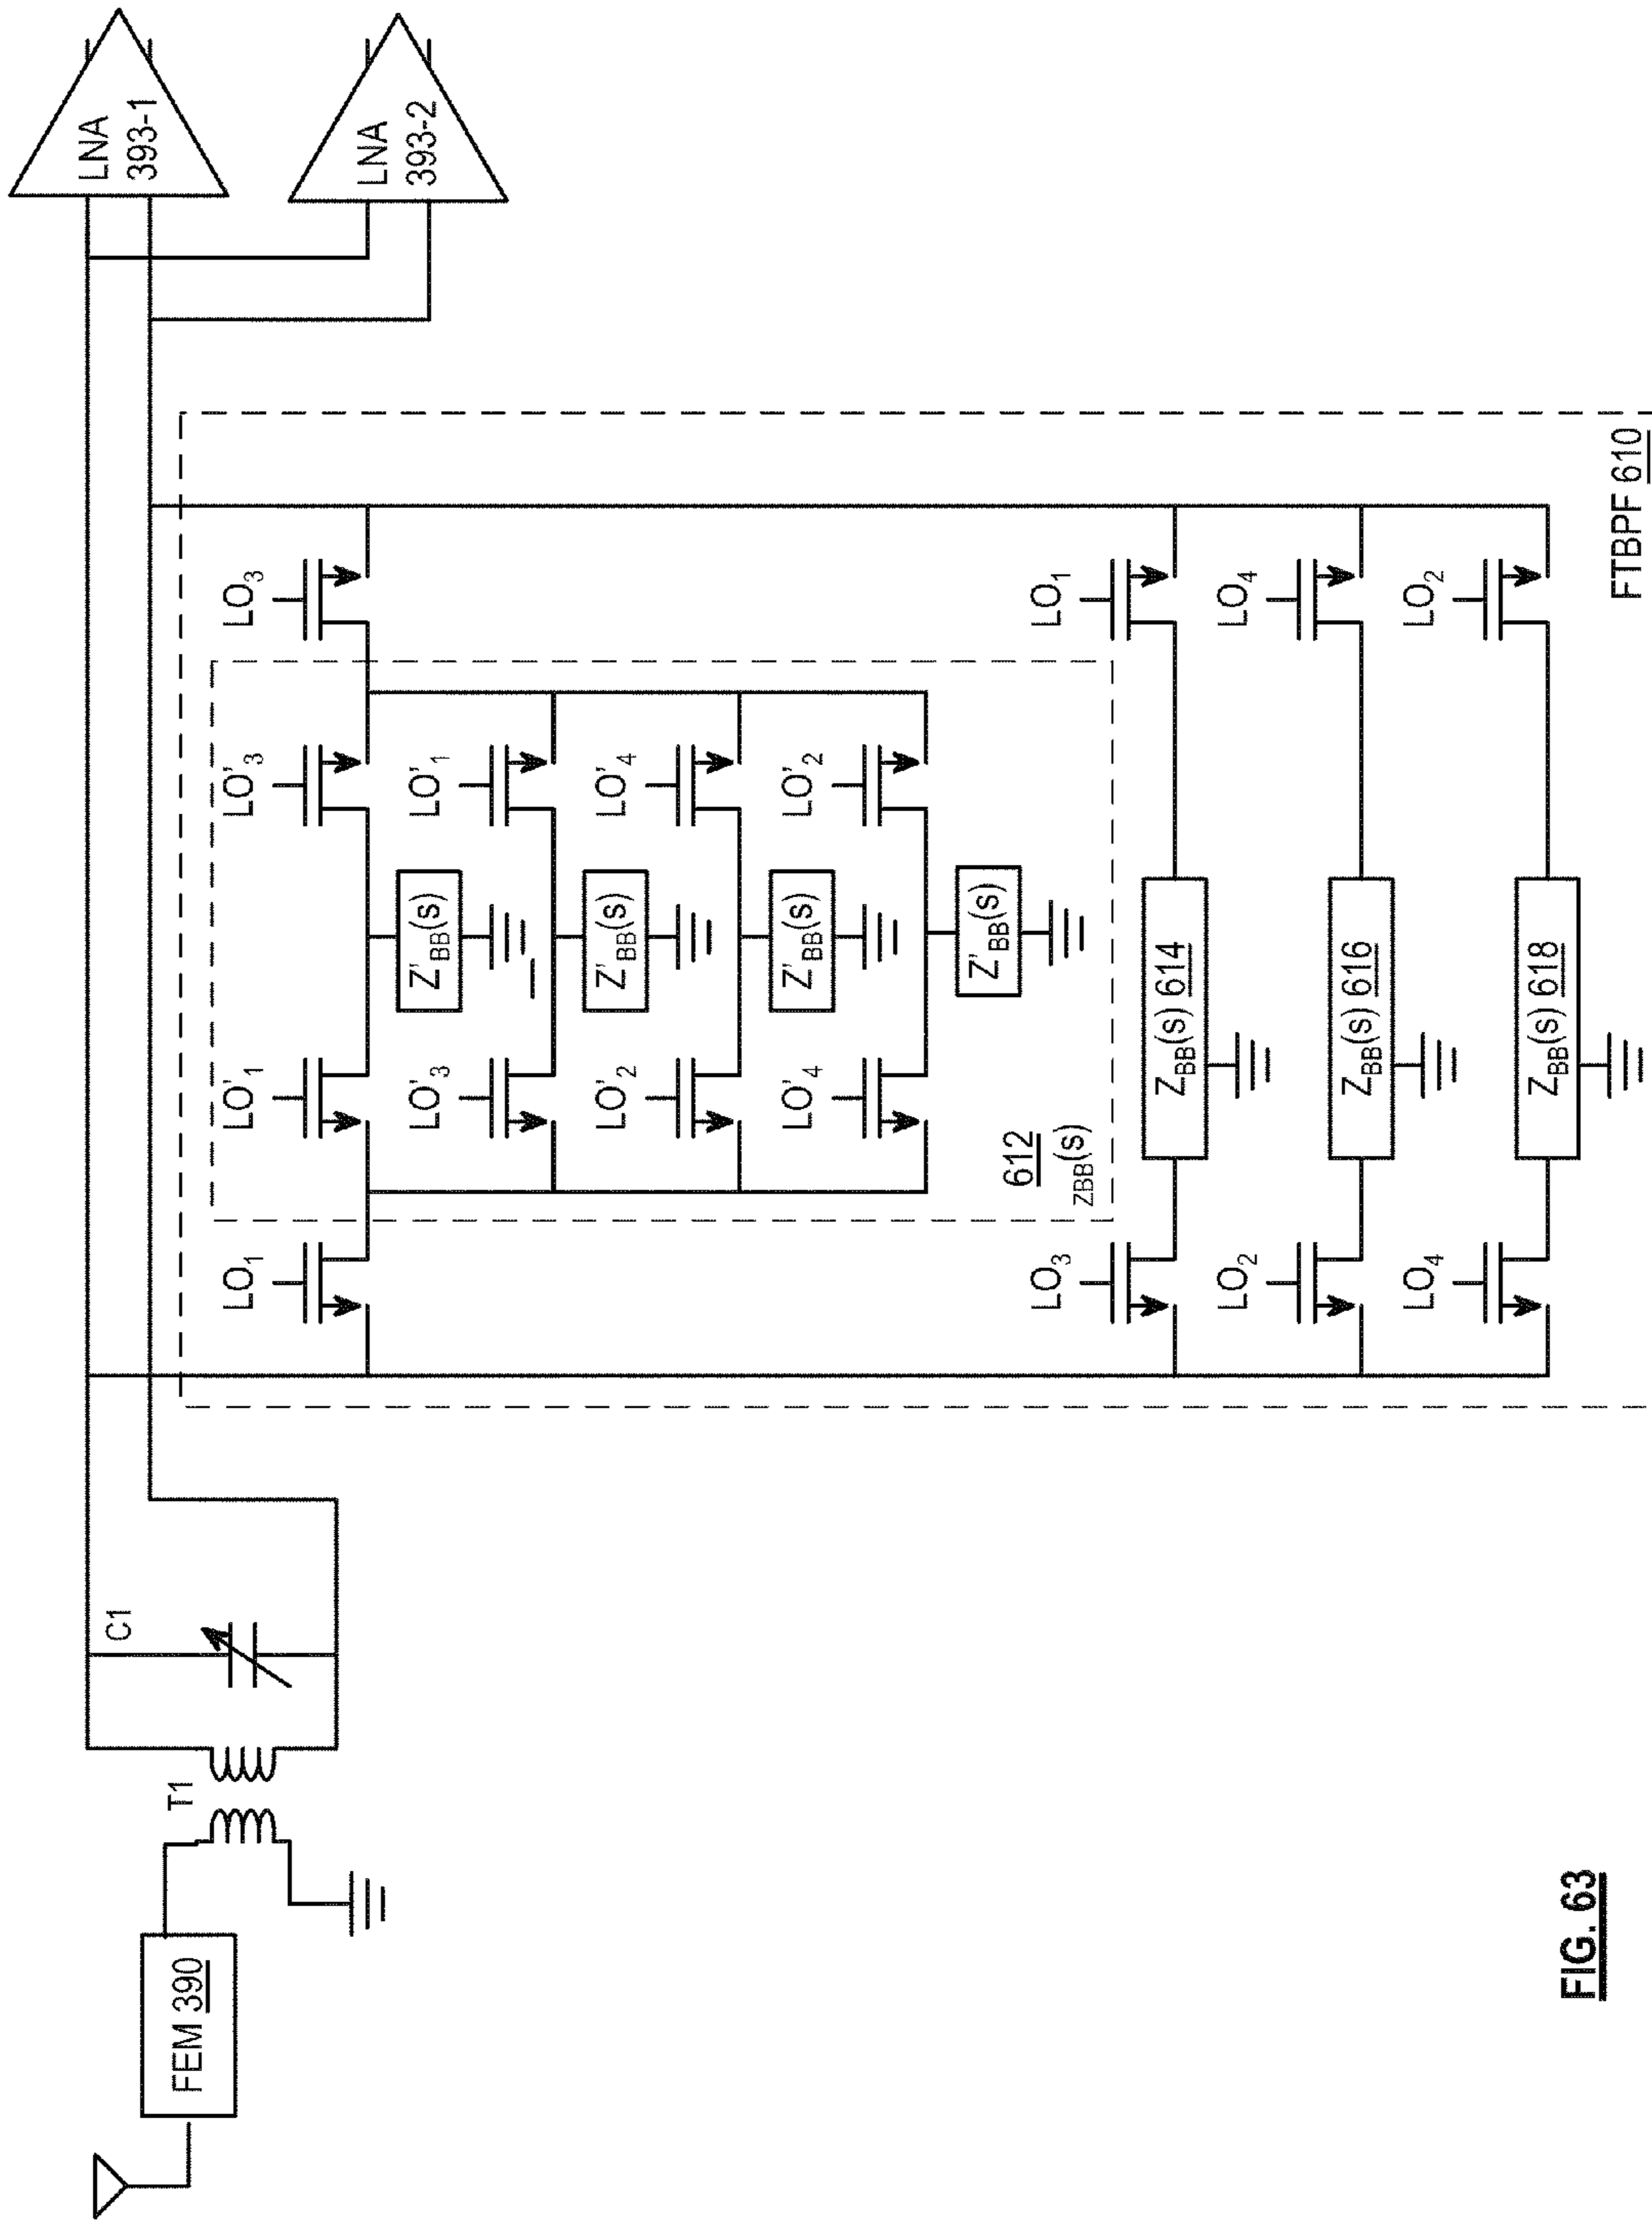 LNA
393-1
LNA
393-2
C1
T1
FEM 390
LO1
LO3
LO'1
LO'3
Z'BB(s)
LO'3
LO'1
Z'BB(s)
LO'2
LO'4
Z'BB(s)
LO'4
LO'2
Z'BB(s)
612
ZBB(s)
LO3
LO1
ZBB(s) 614
LO2
LO4
ZBB(s) 616
LO4
LO2
ZBB(s) 618
FTBPF 610
FIG. 63